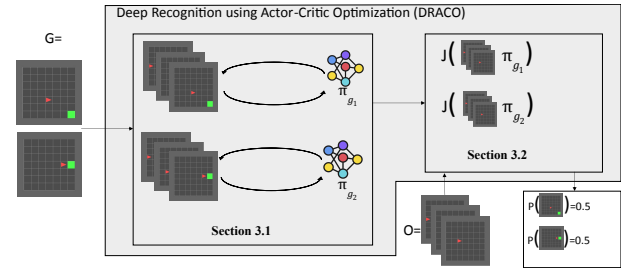 Deep Recognition using Actor-Critic Optimization (DRACO)
G=
π g₁
π g₂
Section 3.1
J( π g₁
J( π g₂
Section 3.2
O=
P( )=0.5
P( )=0.5